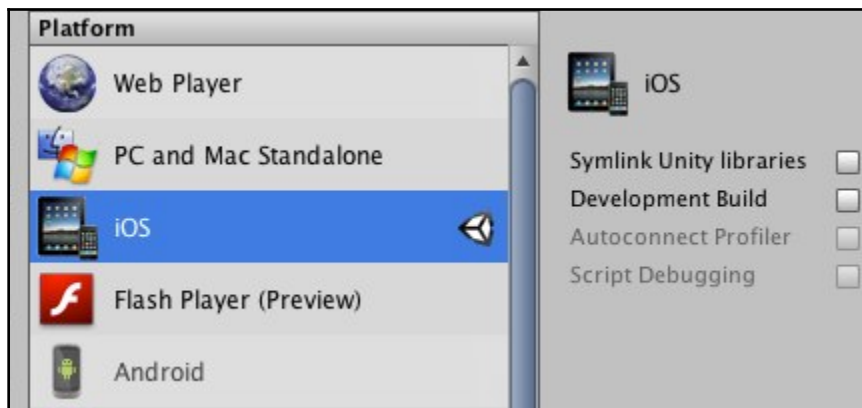 Platform
Web Player
PC and Mac Standalone
iOS
Flash Player (Preview)
Android
iOS
Symlink Unity libraries
Development Build
Autoconnect Profiler
Script Debugging